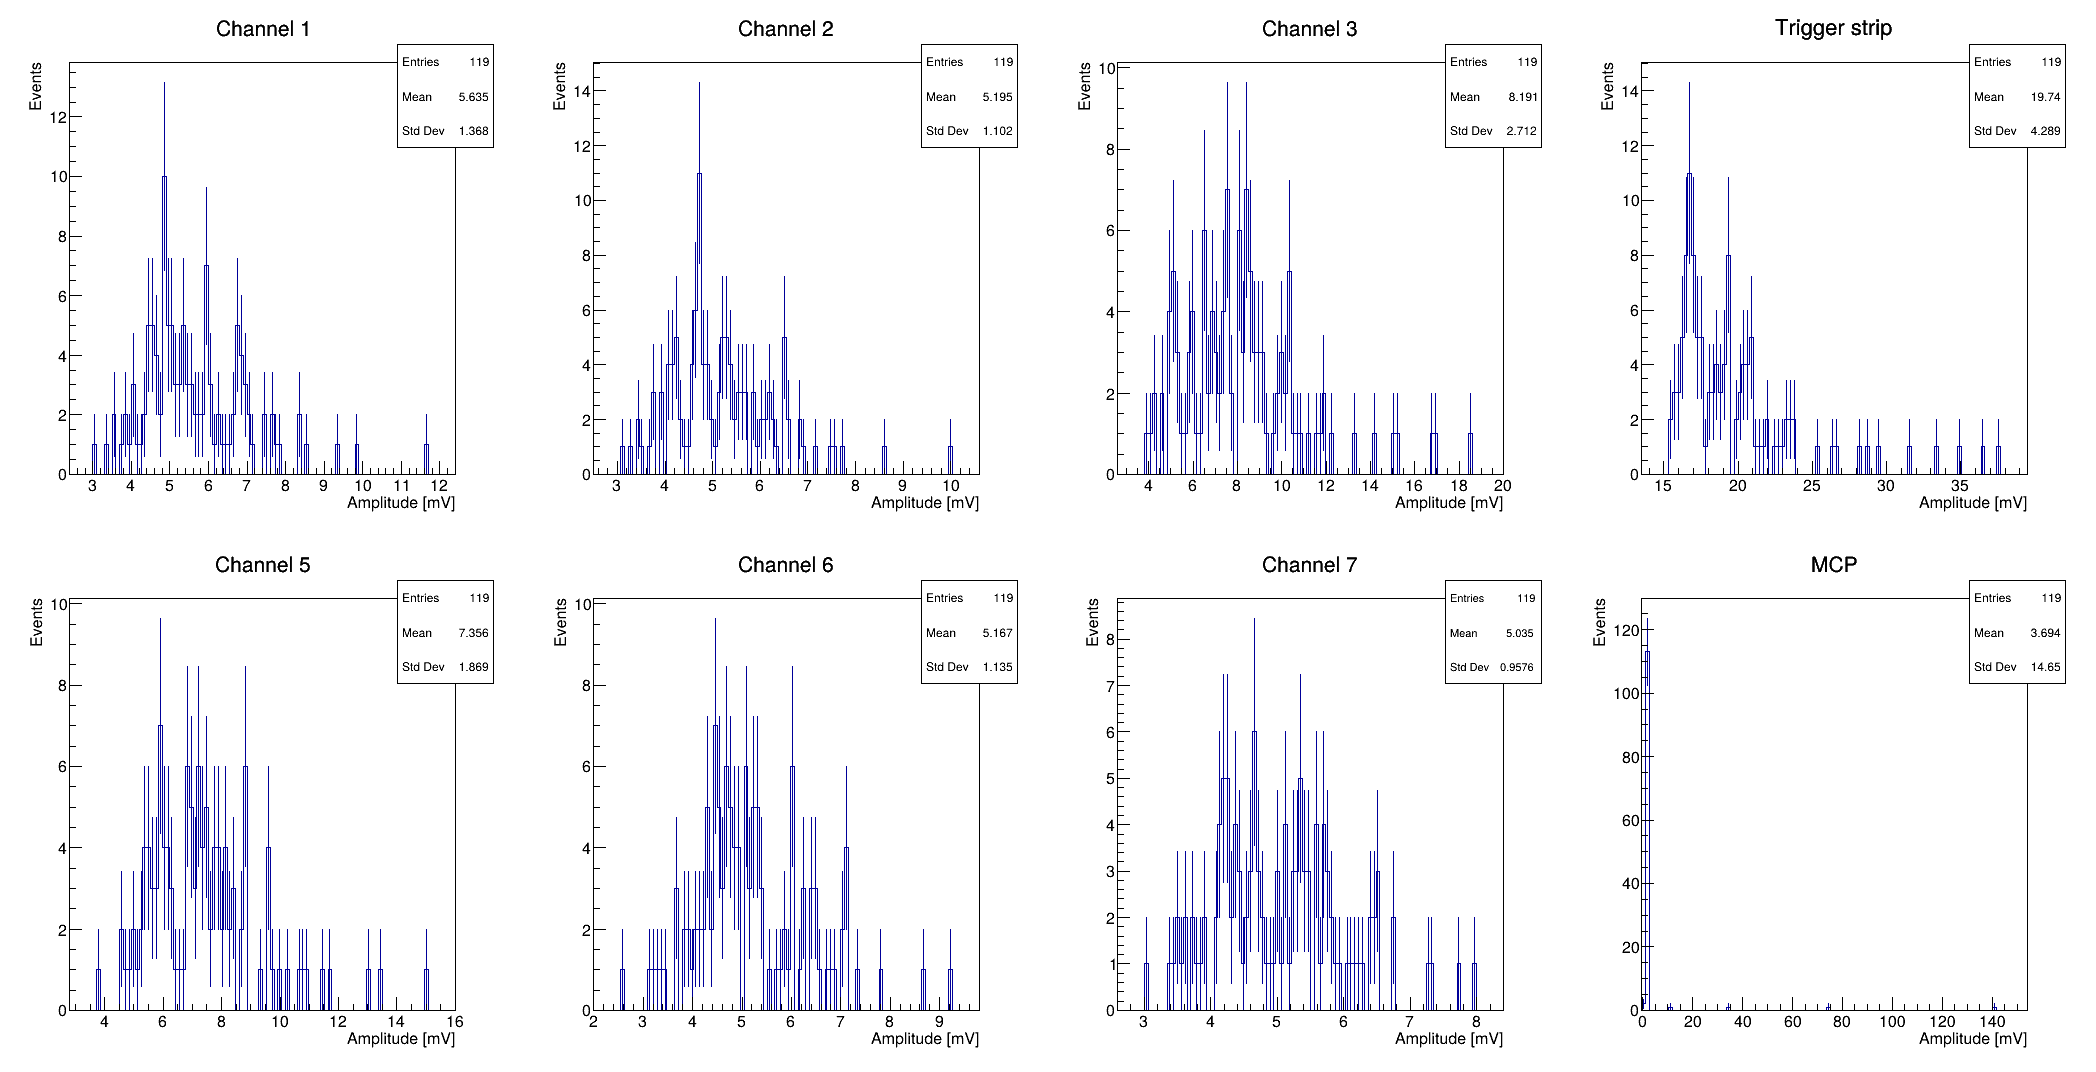 Channel 1
Events
Entries 119
Mean 5.635
Std Dev 1.368
12
10
8
6
4
2
0
3 4 5 6 7 8 9 10 11 12
Amplitude [mV]
Channel 2
Events
Entries 119
Mean 5.195
Std Dev 1.102
14
12
10
8
6
4
2
0
3 4 5 6 7 8 9 10
Amplitude [mV]
Channel 3
Events
Entries 119
Mean 8.191
Std Dev 2.712
10
8
6
4
2
0
4 6 8 10 12 14 16 18 20
Amplitude [mV]
Trigger strip
Events
Entries 119
Mean 19.74
Std Dev 4.289
14
12
10
8
6
4
2
0
15 20 25 30 35
Amplitude [mV]
Channel 5
Events
Entries 119
Mean 7.356
Std Dev 1.869
10
8
6
4
2
0
4 6 8 10 12 14 16
Amplitude [mV]
Channel 6
Events
Entries 119
Mean 5.167
Std Dev 1.135
10
8
6
4
2
0
2 3 4 5 6 7 8 9
Amplitude [mV]
Channel 7
Events
Entries 119
Mean 5.035
Std Dev 0.9576
8
7
6
5
4
3
2
1
0
3 4 5 6 7 8
Amplitude [mV]
MCP
Events
Entries 119
Mean 3.694
Std Dev 14.65
120
100
80
60
40
20
0
0 20 40 60 80 100 120 140
Amplitude [mV]